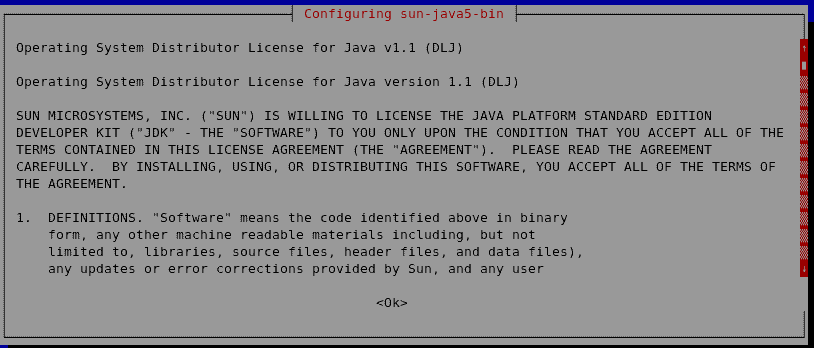 Configuring sun-java5-bin
Operating System Distributor License for Java v1.1 (DLJ)
Operating System Distributor License for Java version 1.1 (DLJ)
SUN MICROSYSTEMS, INC. ("SUN") IS WILLING TO LICENSE THE JAVA PLATFORM STANDARD EDITION
DEVELOPER KIT ("JDK" - THE "SOFTWARE") TO YOU ONLY UPON THE CONDITION THAT YOU ACCEPT ALL OF THE
TERMS CONTAINED IN THIS LICENSE AGREEMENT (THE "AGREEMENT").  PLEASE READ THE AGREEMENT
CAREFULLY.  BY INSTALLING, USING, OR DISTRIBUTING THIS SOFTWARE, YOU ACCEPT ALL OF THE TERMS OF
THE AGREEMENT.
1.  DEFINITIONS. "Software" means the code identified above in binary
form, any other machine readable materials including, but not
limited to, libraries, source files, header files, and data files),
any updates or error corrections provided by Sun, and any user
<Ok>